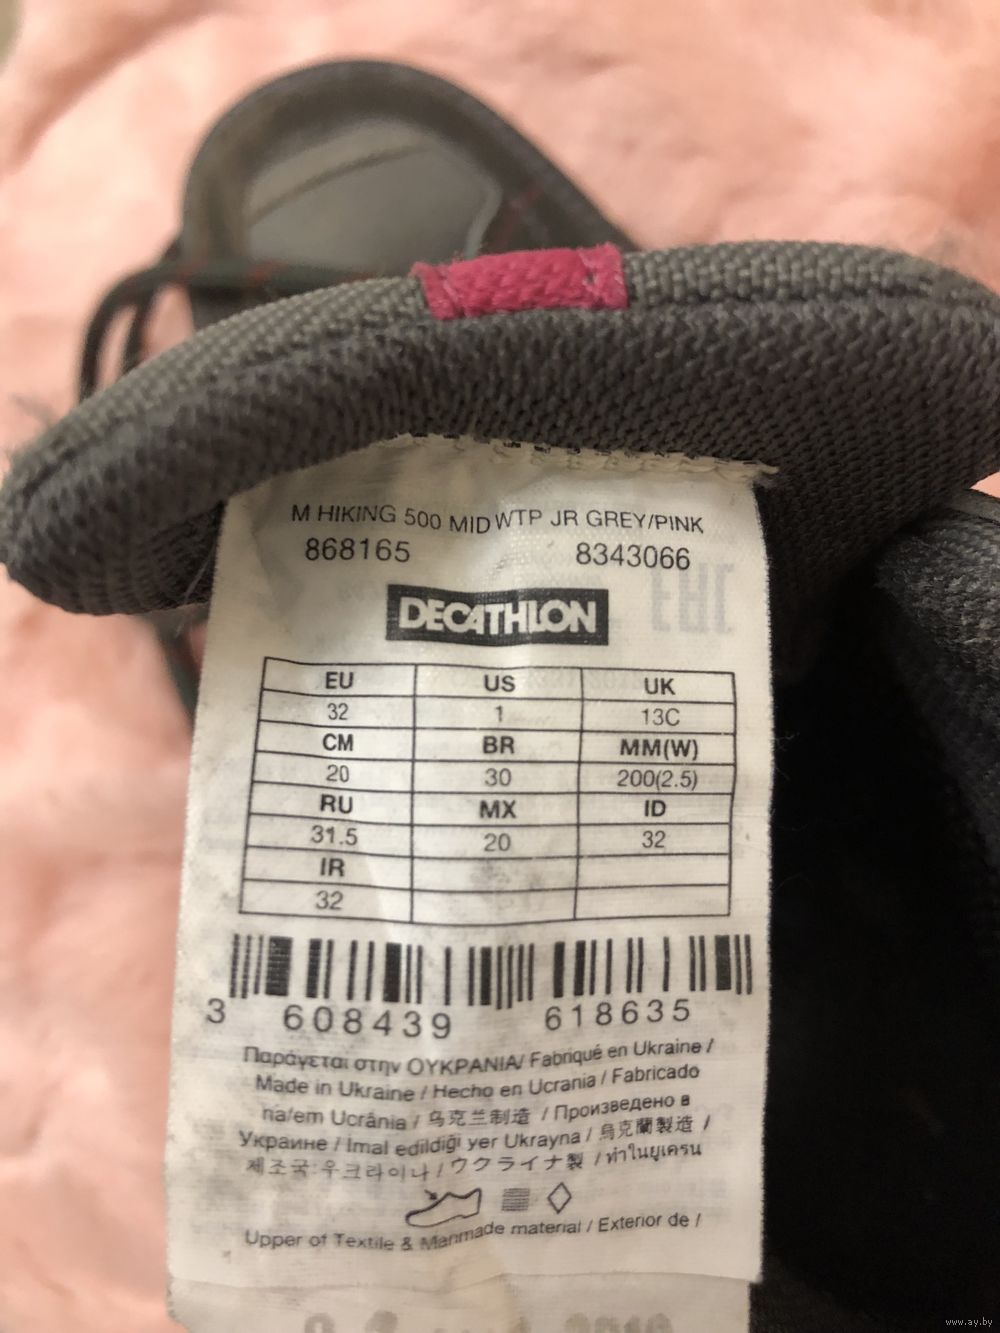 M HIKING 500 MID WTP JR GREY/PINK
868165 8343066
DECATHLON
EU US UK
32 1 13C
CM BR MM(W)
20 30 200(2.5)
RU MX ID
31.5 20 32
IR
32
3 608439 618635
Παράγεται στην ΟΥΚΡΑΝΙΑ/ Fabriqué en Ukraine /
Made in Ukraine / Hecho en Ucrania / Fabricado
na/em Ucrânia / 乌克兰制造 / Произведено в
Украине / Imal edildiği yer Ukrayna / 烏克蘭製造 /
제조국:우크라이나 / ウクライナ製 / ทำในยูเครน
Upper of Textile & Manmade material / Exterior de /
www.ay.by